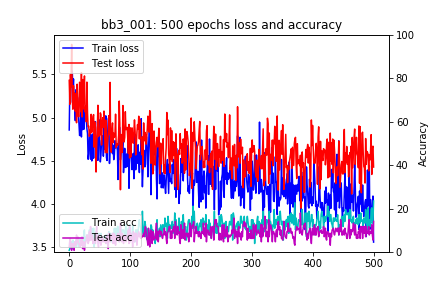 bb3_001: 500 epochs loss and accuracy
Train loss
Test loss
Train acc
Test acc
Loss
5.5
5.0
4.5
4.0
3.5
Accuracy
100
80
60
40
20
0
0
100
200
300
400
500